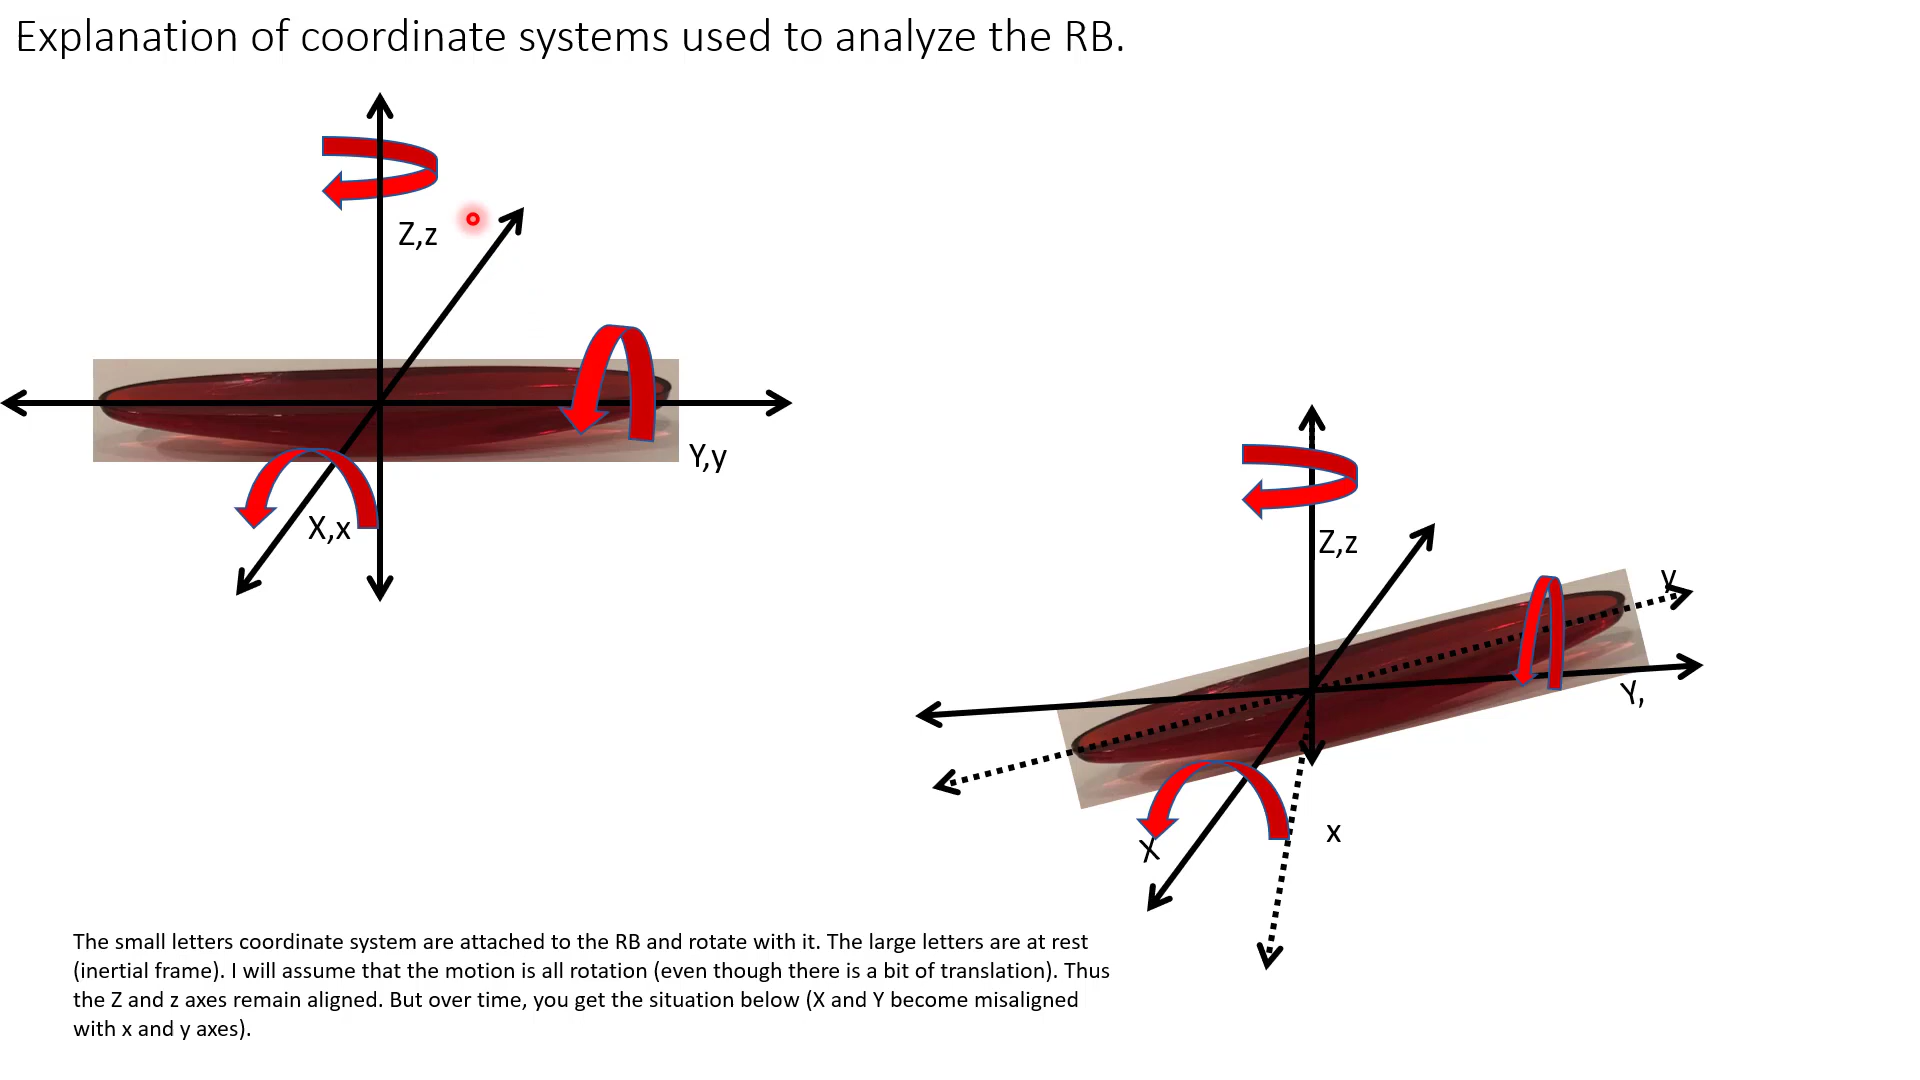 Explanation of coordinate systems used to analyze the RB.
Z,z
Y,y
X,x
Z,z
y
Y,
x
X
The small letters coordinate system are attached to the RB and rotate with it. The large letters are at rest
(inertial frame). I will assume that the motion is all rotation (even though there is a bit of translation). Thus
the Z and z axes remain aligned. But over time, you get the situation below (X and Y become misaligned
with x and y axes).